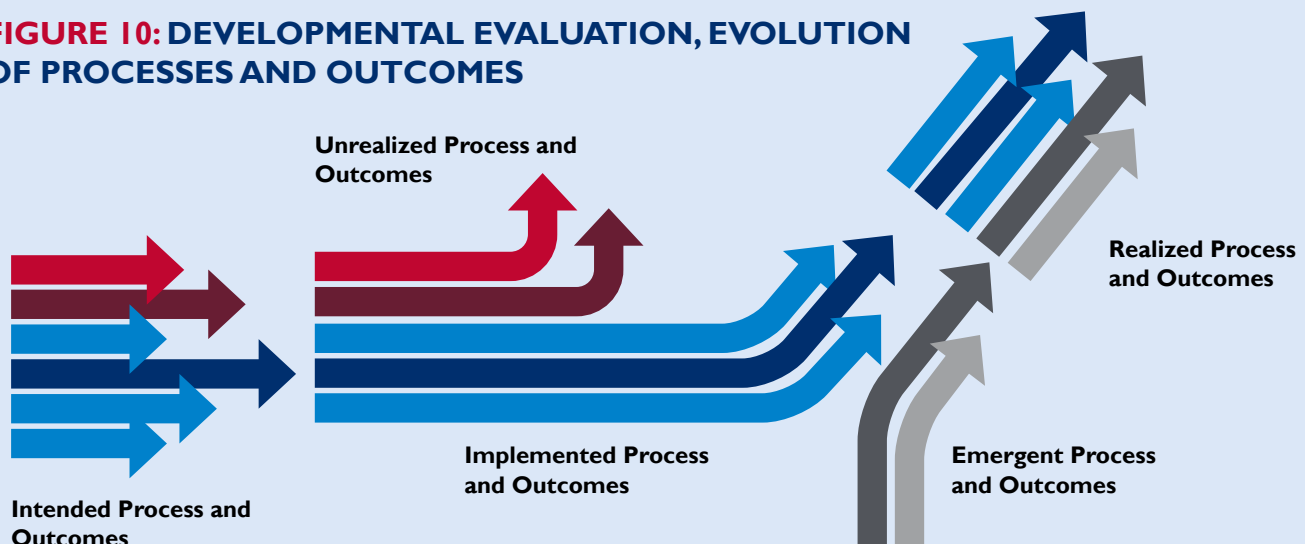 FIGURE 10: DEVELOPMENTAL EVALUATION, EVOLUTION
OF PROCESSES AND OUTCOMES
Unrealized Process and
Outcomes
Realized Process
and Outcomes
Implemented Process
and Outcomes
Emergent Process
and Outcomes
Intended Process and
Outcomes